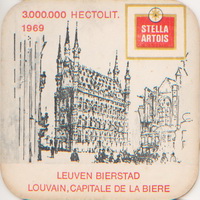 3.000.000 HECTOLIT.
1969
STELLA
ARTOIS
LEUVEN BIERSTAD
LOUVAIN, CAPITALE DE LA BIERE